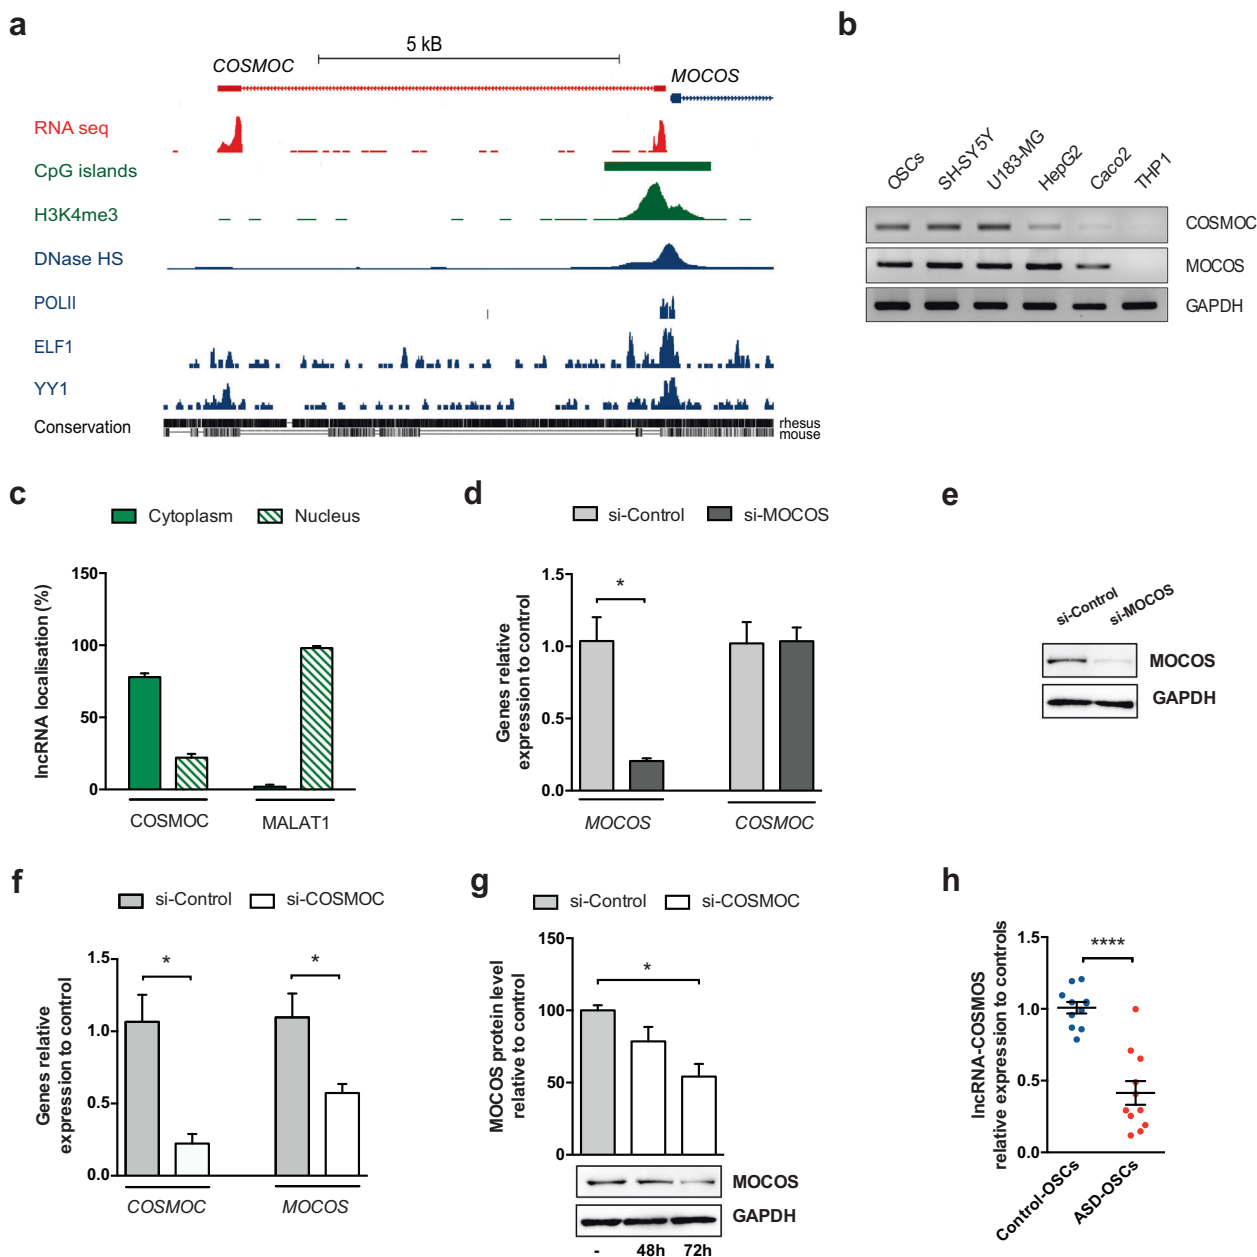 a
5 kB
COSMOC
MOCOS
RNA seq
CpG islands
H3K4me3
DNase HS
POLII
ELF1
YY1
Conservation
rhesus
mouse
b
OSCs
SH-SY5Y
U183-MG
HepG2
Caco2
THP1
COSMOC
MOCOS
GAPDH
c
Cytoplasm
Nucleus
lncRNA localisation (%)
150
100
50
0
COSMOC
MALAT1
d
si-Control
si-MOCOS
Genes relative
expression to control
1.5
1.0
0.5
0.0
*
MOCOS
COSMOC
e
si-Control
si-MOCOS
MOCOS
GAPDH
f
si-Control
si-COSMOC
Genes relative
expression to control
1.5
1.0
0.5
0.0
*
*
COSMOC
MOCOS
g
si-Control
si-COSMOC
MOCOS protein level
relative to control
150
100
50
0
*
MOCOS
GAPDH
-
48h
72h
h
lncRNA-COSMOS
relative expression to controls
1.5
1.0
0.5
0.0
****
Control-OSCs
ASD-OSCs